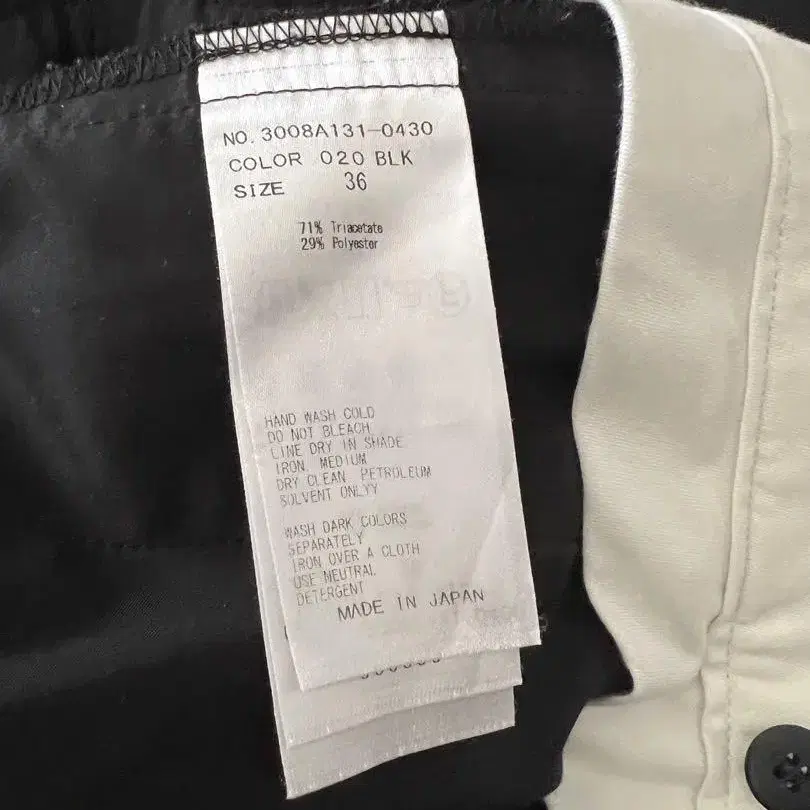 NO. 3008A131-0430
COLOR 020 BLK
SIZE 36
71% Triacetate
29% Polyester
HAND WASH COLD
DO NOT BLEACH
LINE DRY IN SHADE
IRON MEDIUM
DRY CLEAN PETROLEUM
SOLVENT ONLYY
WASH DARK COLORS
SEPARATELY
IRON OVER A CLOTH
USE NEUTRAL
DETERGENT
MADE IN JAPAN